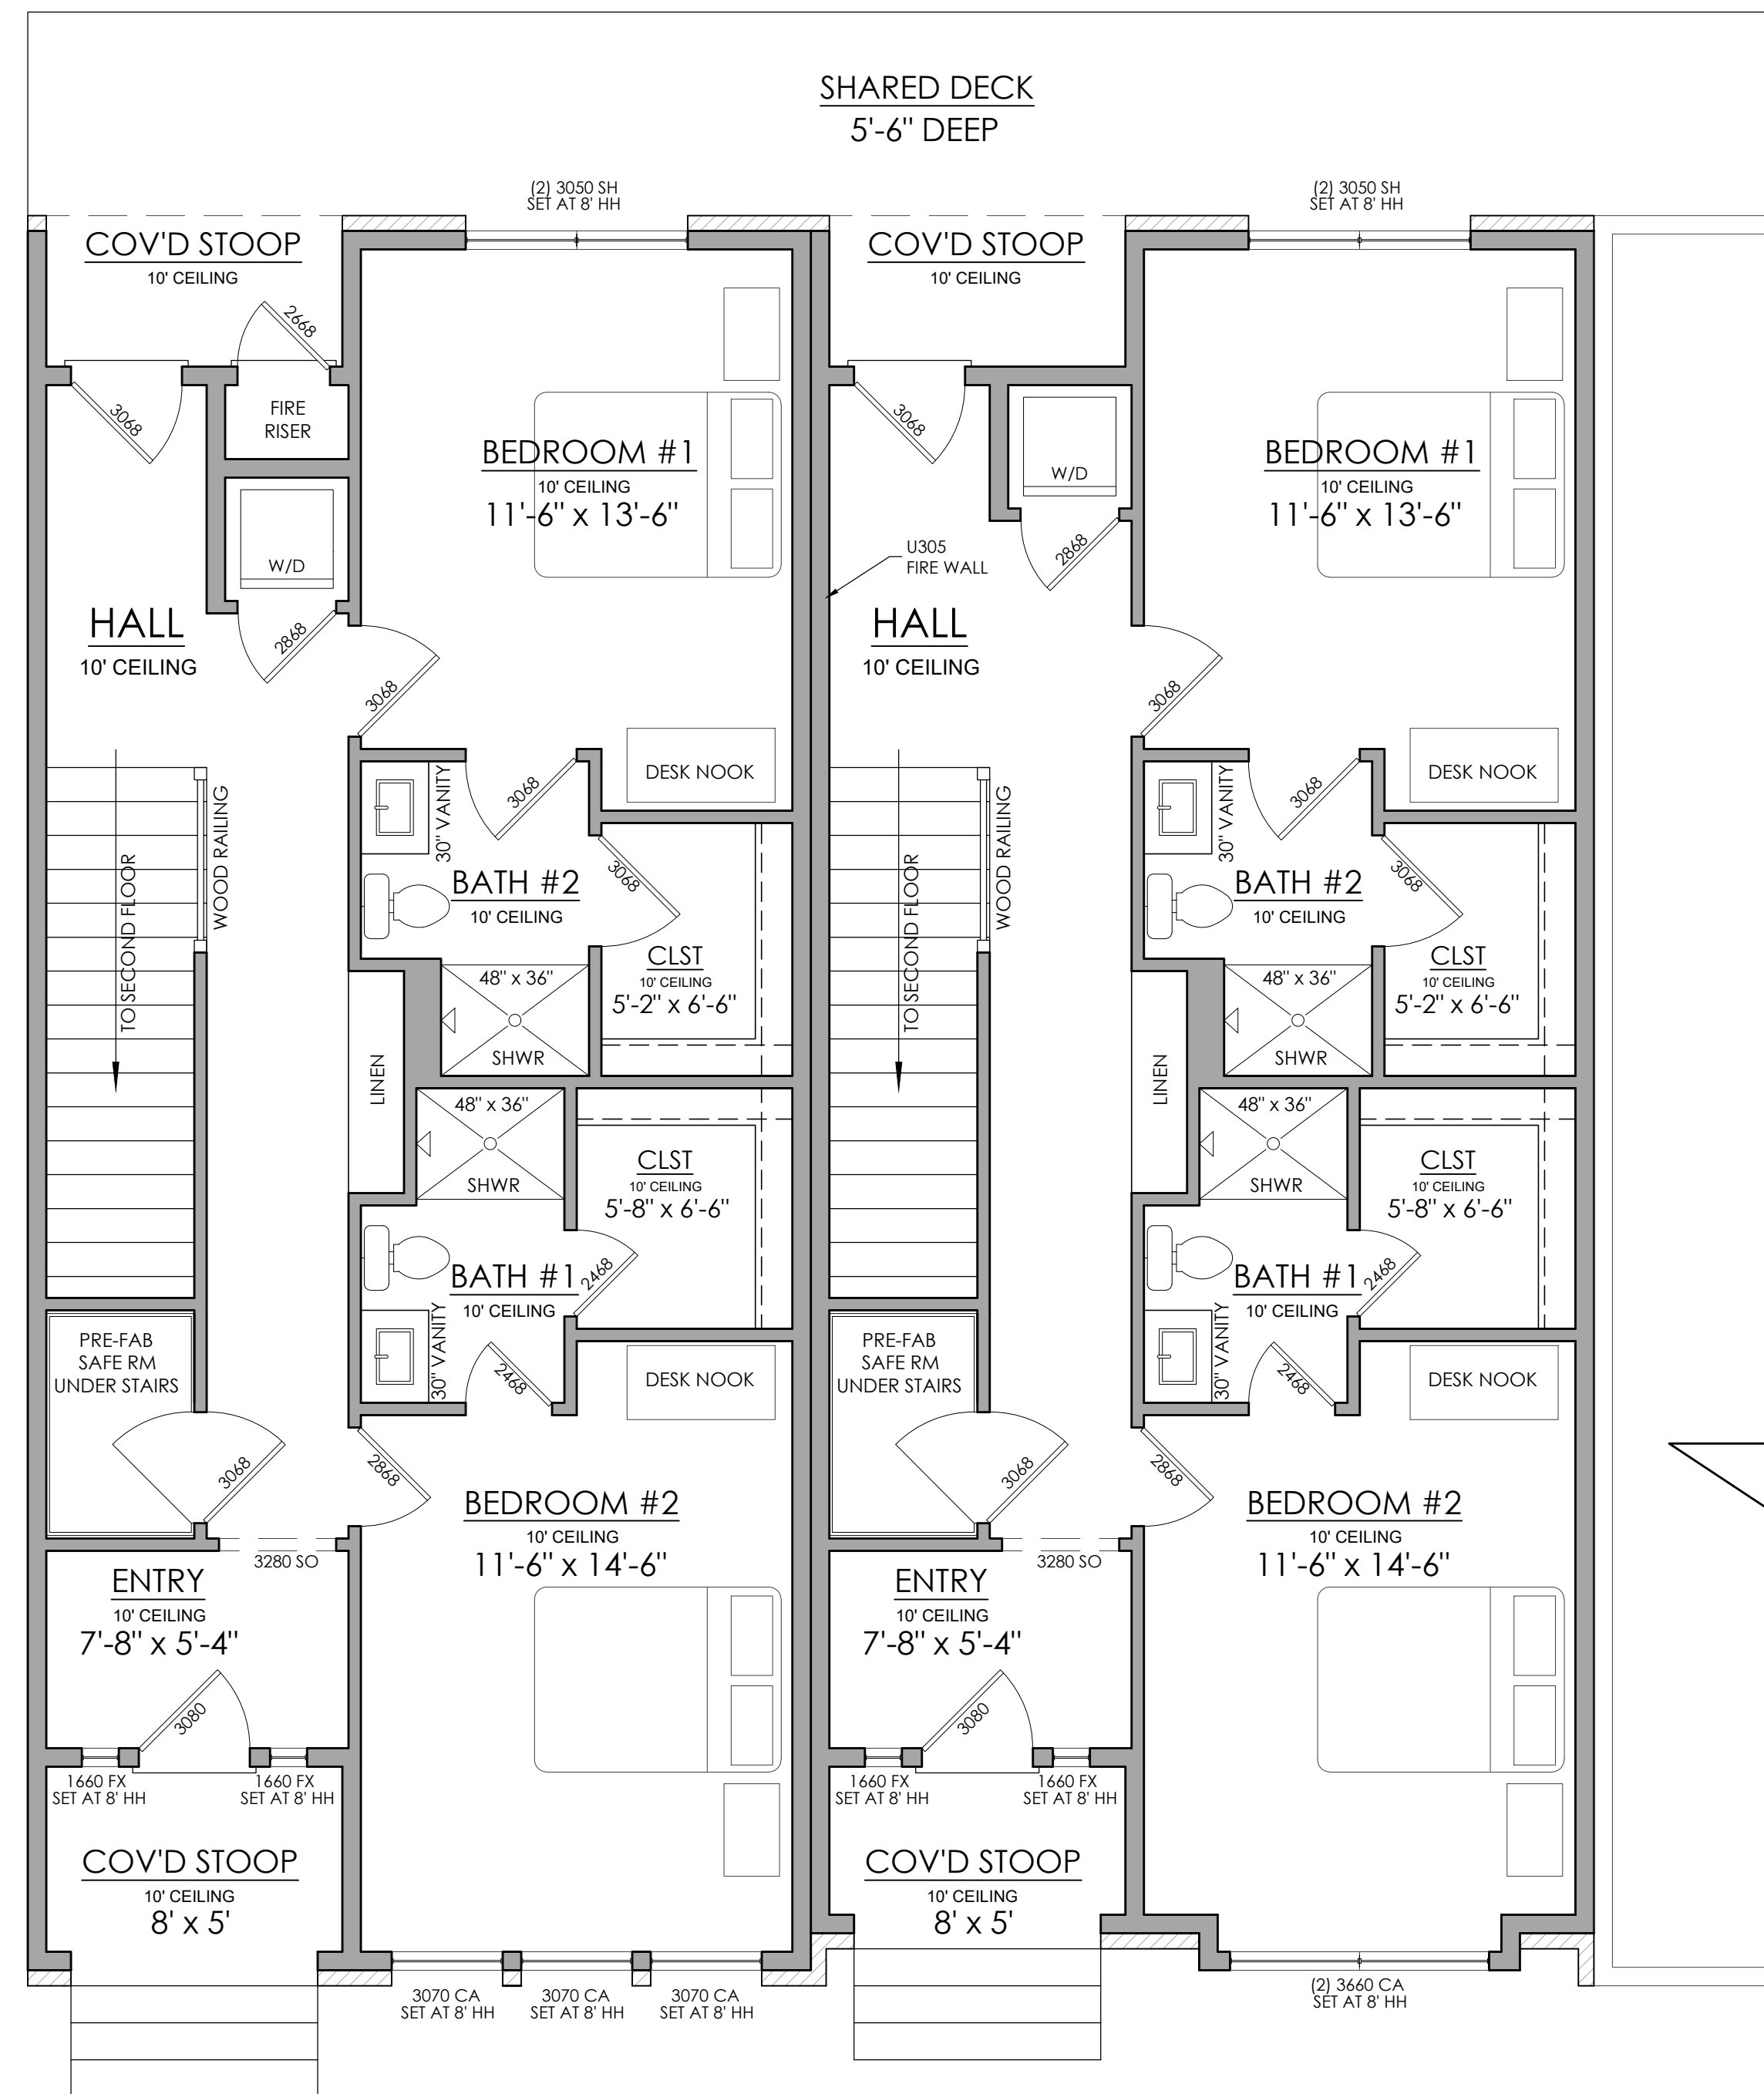 SHARED DECK
5'-6" DEEP
(2) 3050 SH
SET AT 8' HH
COV'D STOOP
10' CEILING
2668
3068
FIRE
RISER
BEDROOM #1
10' CEILING
11'-6" x 13'-6"
W/D
HALL
10' CEILING
2868
3068
DESK NOOK
30" VANITY
3068
WOOD RAILING
TO SECOND FLOOR
BATH #2
10' CEILING
3068
CLST
10' CEILING
5'-2" x 6'-6"
48" x 36"
SHWR
LINEN
48" x 36"
SHWR
CLST
10' CEILING
5'-8" x 6'-6"
BATH #1
10' CEILING
2468
30" VANITY
2468
DESK NOOK
PRE-FAB
SAFE RM
UNDER STAIRS
3068
2868
BEDROOM #2
10' CEILING
11'-6" x 14'-6"
3280 SO
ENTRY
10' CEILING
7'-8" x 5'-4"
3080
1660 FX
SET AT 8' HH
1660 FX
SET AT 8' HH
COV'D STOOP
10' CEILING
8' x 5'
3070 CA
SET AT 8' HH
3070 CA
SET AT 8' HH
3070 CA
SET AT 8' HH
(2) 3050 SH
SET AT 8' HH
COV'D STOOP
10' CEILING
3068
W/D
BEDROOM #1
10' CEILING
11'-6" x 13'-6"
U305
FIRE WALL
2868
HALL
10' CEILING
3068
DESK NOOK
30" VANITY
3068
WOOD RAILING
TO SECOND FLOOR
BATH #2
10' CEILING
3068
CLST
10' CEILING
5'-2" x 6'-6"
48" x 36"
SHWR
LINEN
48" x 36"
SHWR
CLST
10' CEILING
5'-8" x 6'-6"
BATH #1
10' CEILING
2468
30" VANITY
2468
DESK NOOK
PRE-FAB
SAFE RM
UNDER STAIRS
3068
2868
BEDROOM #2
10' CEILING
11'-6" x 14'-6"
3280 SO
ENTRY
10' CEILING
7'-8" x 5'-4"
3080
1660 FX
SET AT 8' HH
1660 FX
SET AT 8' HH
COV'D STOOP
10' CEILING
8' x 5'
(2) 3660 CA
SET AT 8' HH